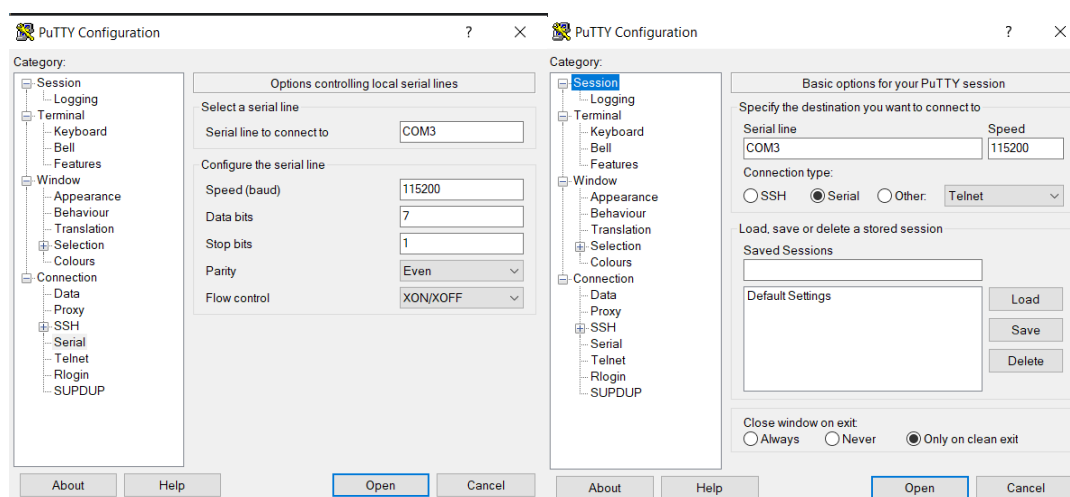 PuTTY Configuration
?
Category:
Session
Logging
Terminal
Keyboard
Bell
Features
Window
Appearance
Behaviour
Translation
Selection
Colours
Connection
Data
Proxy
SSH
Serial
Telnet
Rlogin
SUPDUP
Options controlling local serial lines
Select a serial line
Serial line to connect to COM3
Configure the serial line
Speed (baud) 115200
Data bits 7
Stop bits 1
Parity Even
Flow control XON/XOFF
About Help Open Cancel
PuTTY Configuration
?
Category:
Session
Logging
Terminal
Keyboard
Bell
Features
Window
Appearance
Behaviour
Translation
Selection
Colours
Connection
Data
Proxy
SSH
Serial
Telnet
Rlogin
SUPDUP
Basic options for your PuTTY session
Specify the destination you want to connect to
Serial line Speed
COM3 115200
Connection type:
SSH Serial Other: Telnet
Load, save or delete a stored session
Saved Sessions
Default Settings
Load
Save
Delete
Close window on exit:
Always Never Only on clean exit
About Help Open Cancel